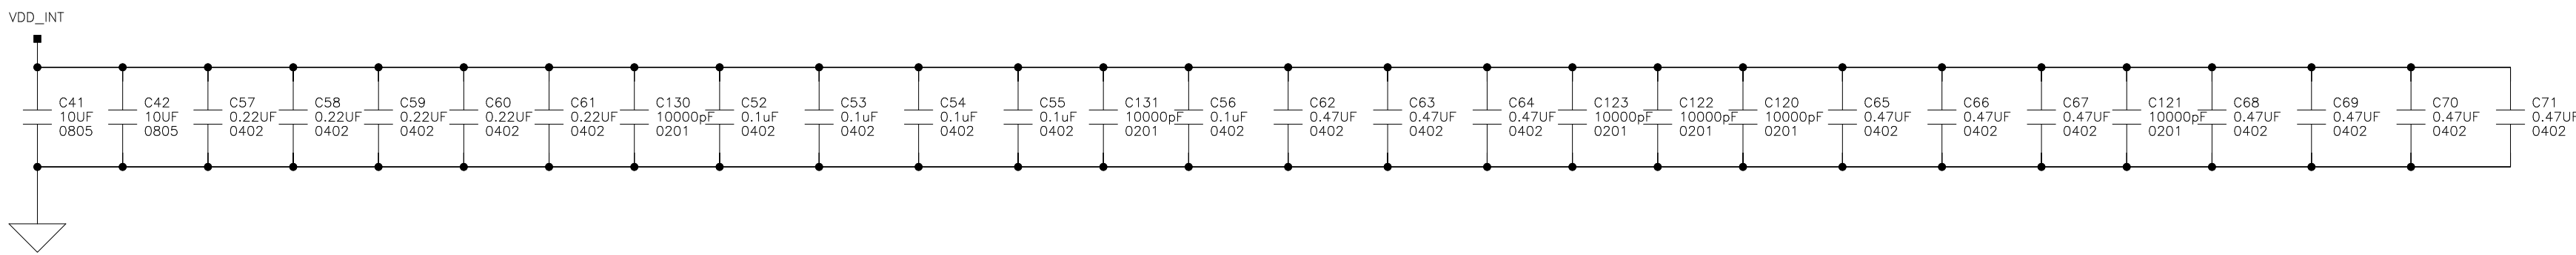 VDD_INT
C41
10UF
0805
C42
10UF
0805
C57
0.22UF
0402
C58
0.22UF
0402
C59
0.22UF
0402
C60
0.22UF
0402
C61
0.22UF
0402
C130
10000pF
0201
C52
0.1uF
0402
C53
0.1uF
0402
C54
0.1uF
0402
C55
0.1uF
0402
C131
10000pF
0201
C56
0.1uF
0402
C62
0.47UF
0402
C63
0.47UF
0402
C64
0.47UF
0402
C123
10000pF
0201
C122
10000pF
0201
C120
10000pF
0201
C65
0.47UF
0402
C66
0.47UF
0402
C67
0.47UF
0402
C121
10000pF
0201
C68
0.47UF
0402
C69
0.47UF
0402
C70
0.47UF
0402
C71
0.47UF
0402